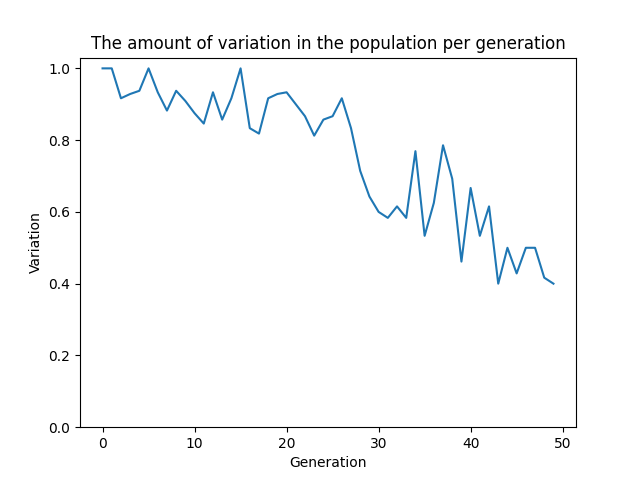 The amount of variation in the population per generation
1.0
0.8
0.6
0.4
0.2
0.0
Variation
0 10 20 30 40 50
Generation